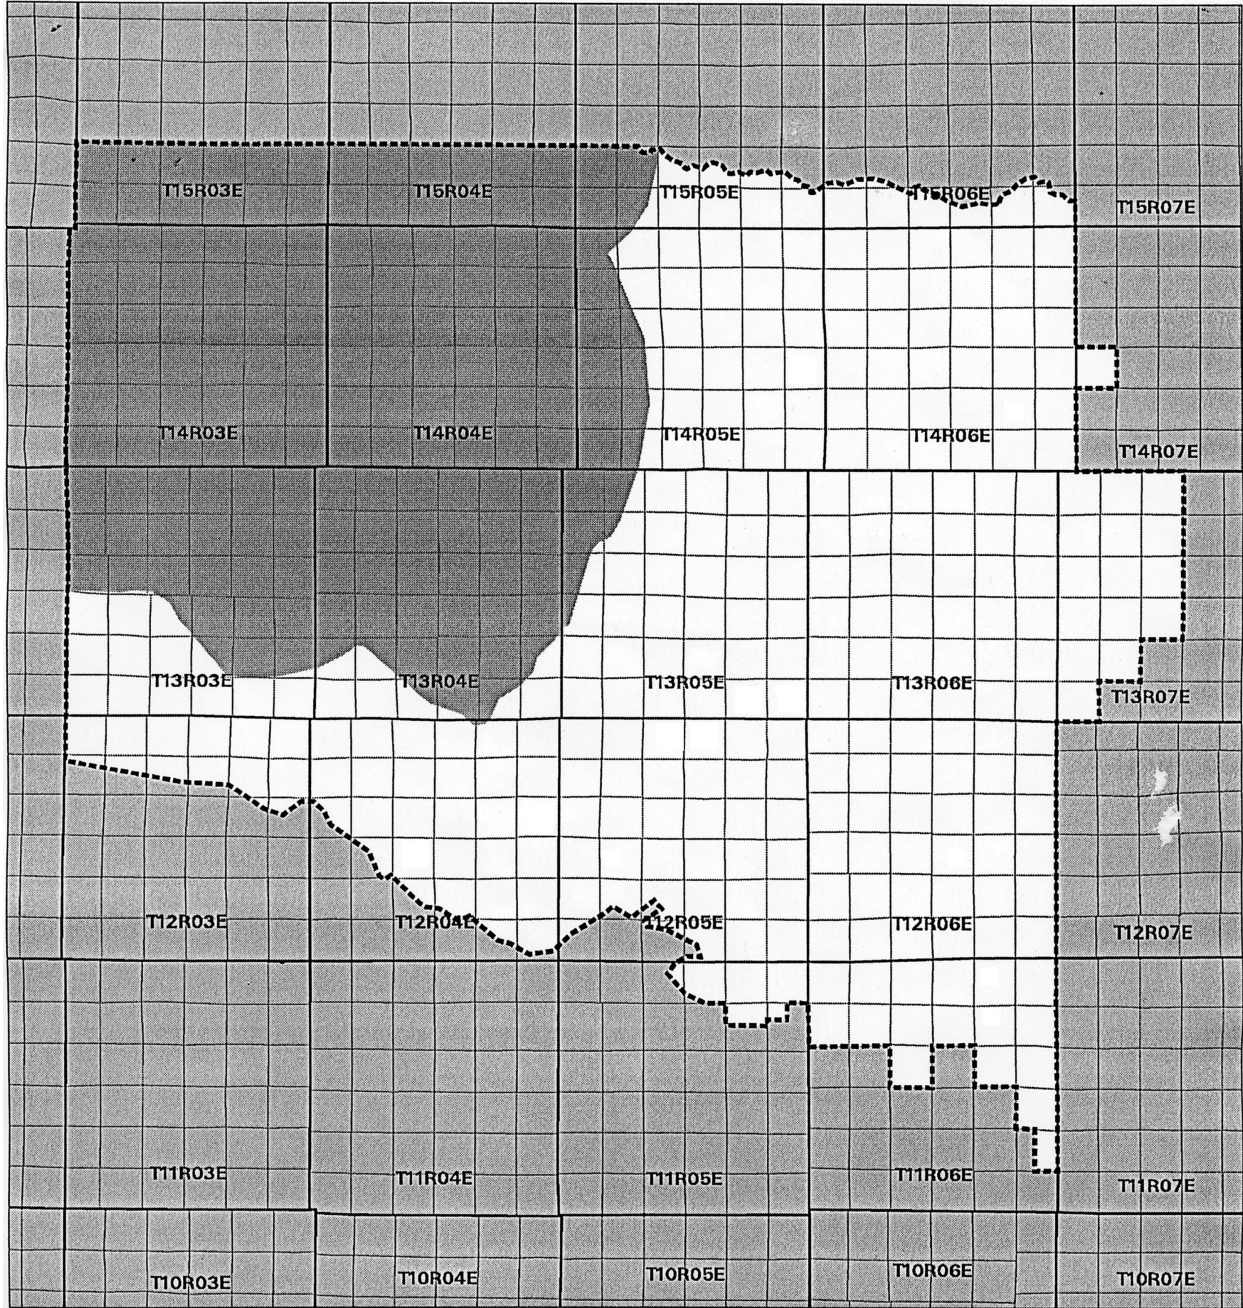 T15R03E T15R04E T15R05E T15R06E T15R07E
T14R03E T14R04E T14R05E T14R06E T14R07E
T13R03E T13R04E T13R05E T13R06E T13R07E
T12R03E T12R04E T12R05E T12R06E T12R07E
T11R03E T11R04E T11R05E T11R06E T11R07E
T10R03E T10R04E T10R05E T10R06E T10R07E